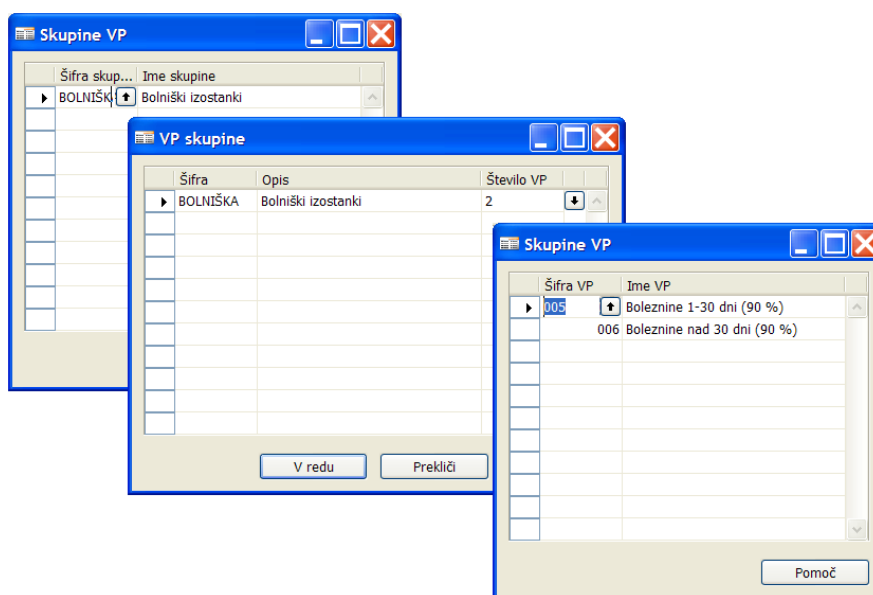 Skupine VP
Šifra skup... Ime skupine
BOLNIŠK Bolniški izostanki
VP skupine
Šifra Opis Število VP
BOLNIŠKA Bolniški izostanki 2
V redu Prekliči
Skupine VP
Šifra VP Ime VP
005 Boleznine 1-30 dni (90 %)
006 Boleznine nad 30 dni (90 %)
Pomoč